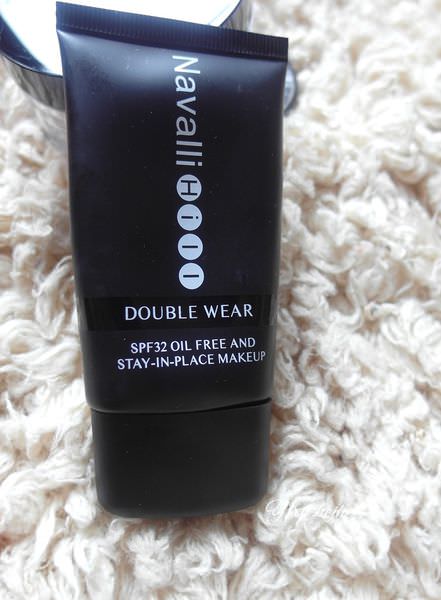 Navalli Hill
DOUBLE WEAR
SPF32 OIL FREE AND
STAY-IN-PLACE MAKEUP